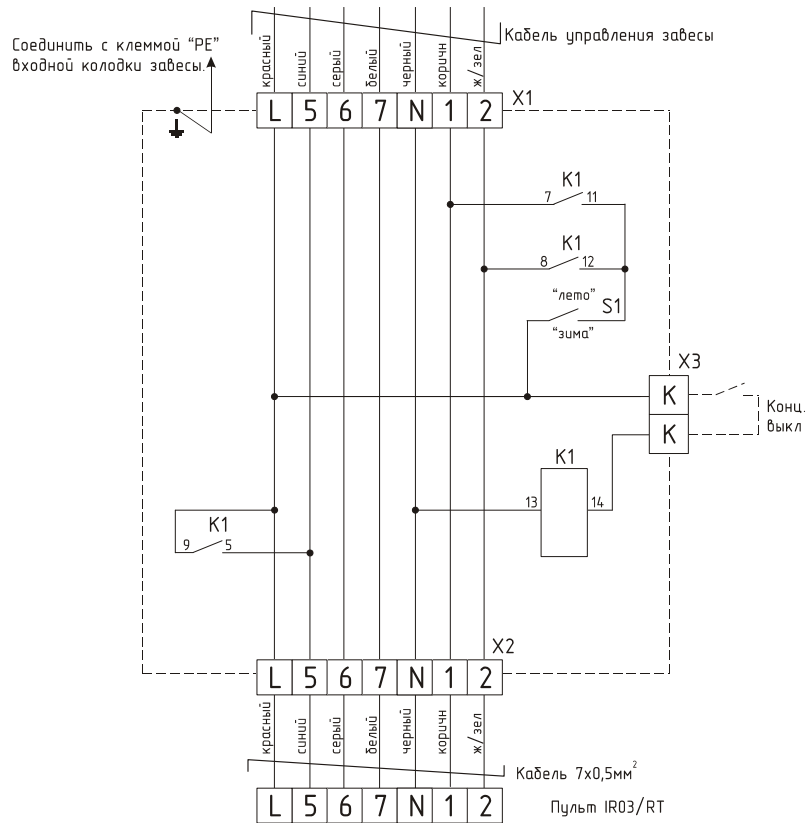 Кабель управления завесы
Соединить с клеммой “PE”
входной колодки завесы.
красный
синий
серый
белый
черный
коричн
ж/зел
X1
L 5 6 7 N 1 2
K1
7 11
K1
8 12
“лето” S1
“зима”
X3
K
Конц.
выкл
K
K1
13 14
K1
9 5
X2
L 5 6 7 N 1 2
красный
синий
серый
белый
черный
коричн
ж/зел
Кабель 7x0,5мм²
L 5 6 7 N 1 2
Пульт IR03/RT